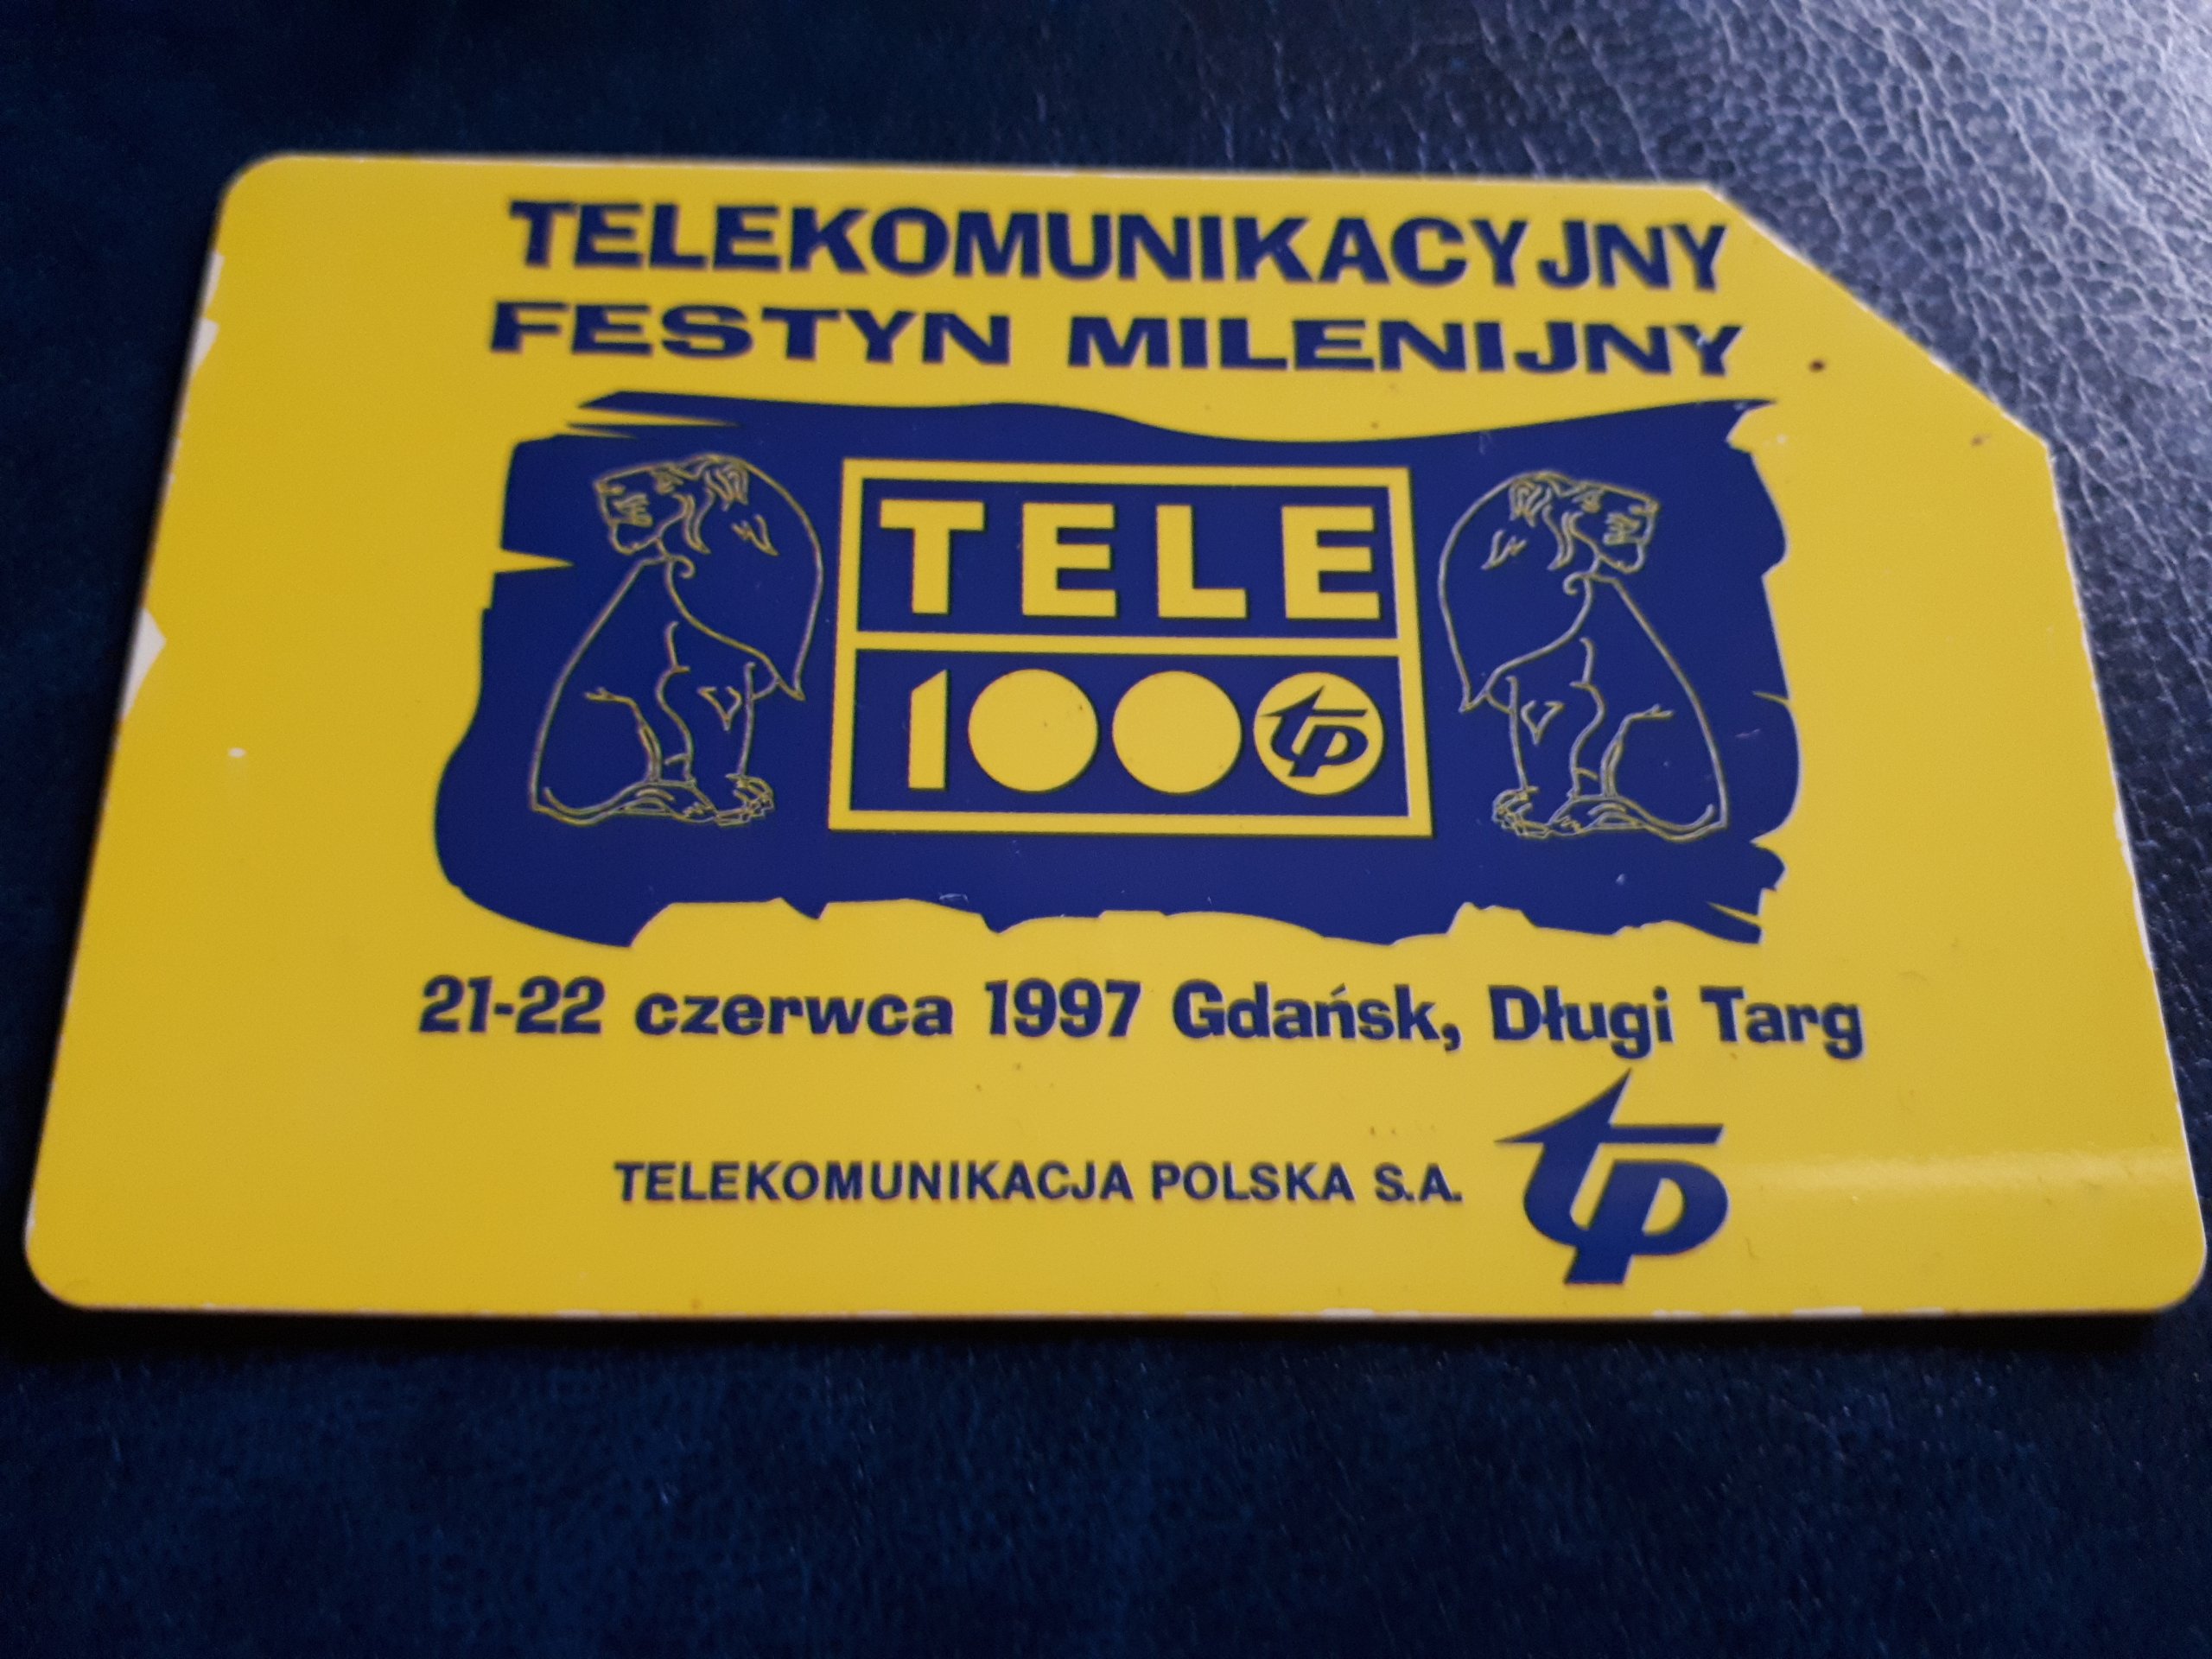 TELEKOMUNIKACYJNY
FESTYN MILENIJNY
TELE
1000
tp
21-22 czerwca 1997 Gdańsk, Długi Targ
TELEKOMUNIKACJA POLSKA S.A.
tp